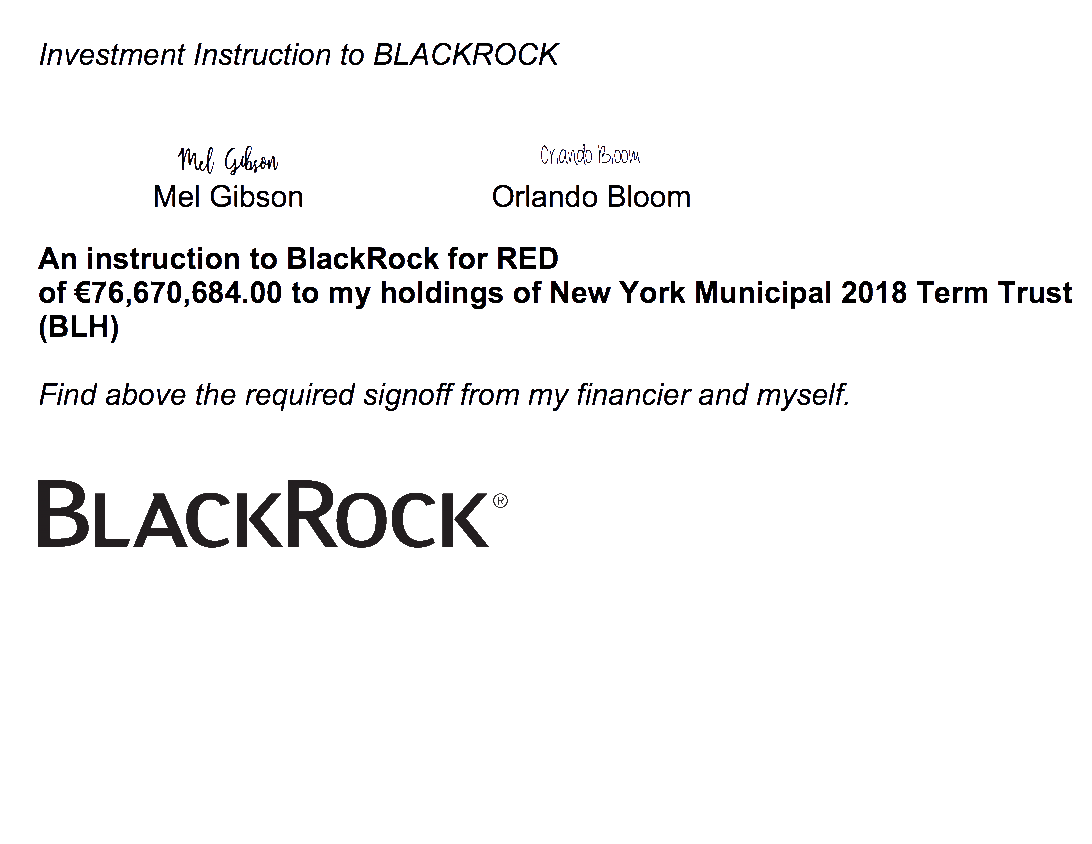 Investment Instruction to BLACKROCK
Mel Gibson Orlando Bloom
Mel Gibson Orlando Bloom
An instruction to BlackRock for RED
of €76,670,684.00 to my holdings of New York Municipal 2018 Term Trust
(BLH)
Find above the required signoff from my financier and myself.
BLACKROCK®